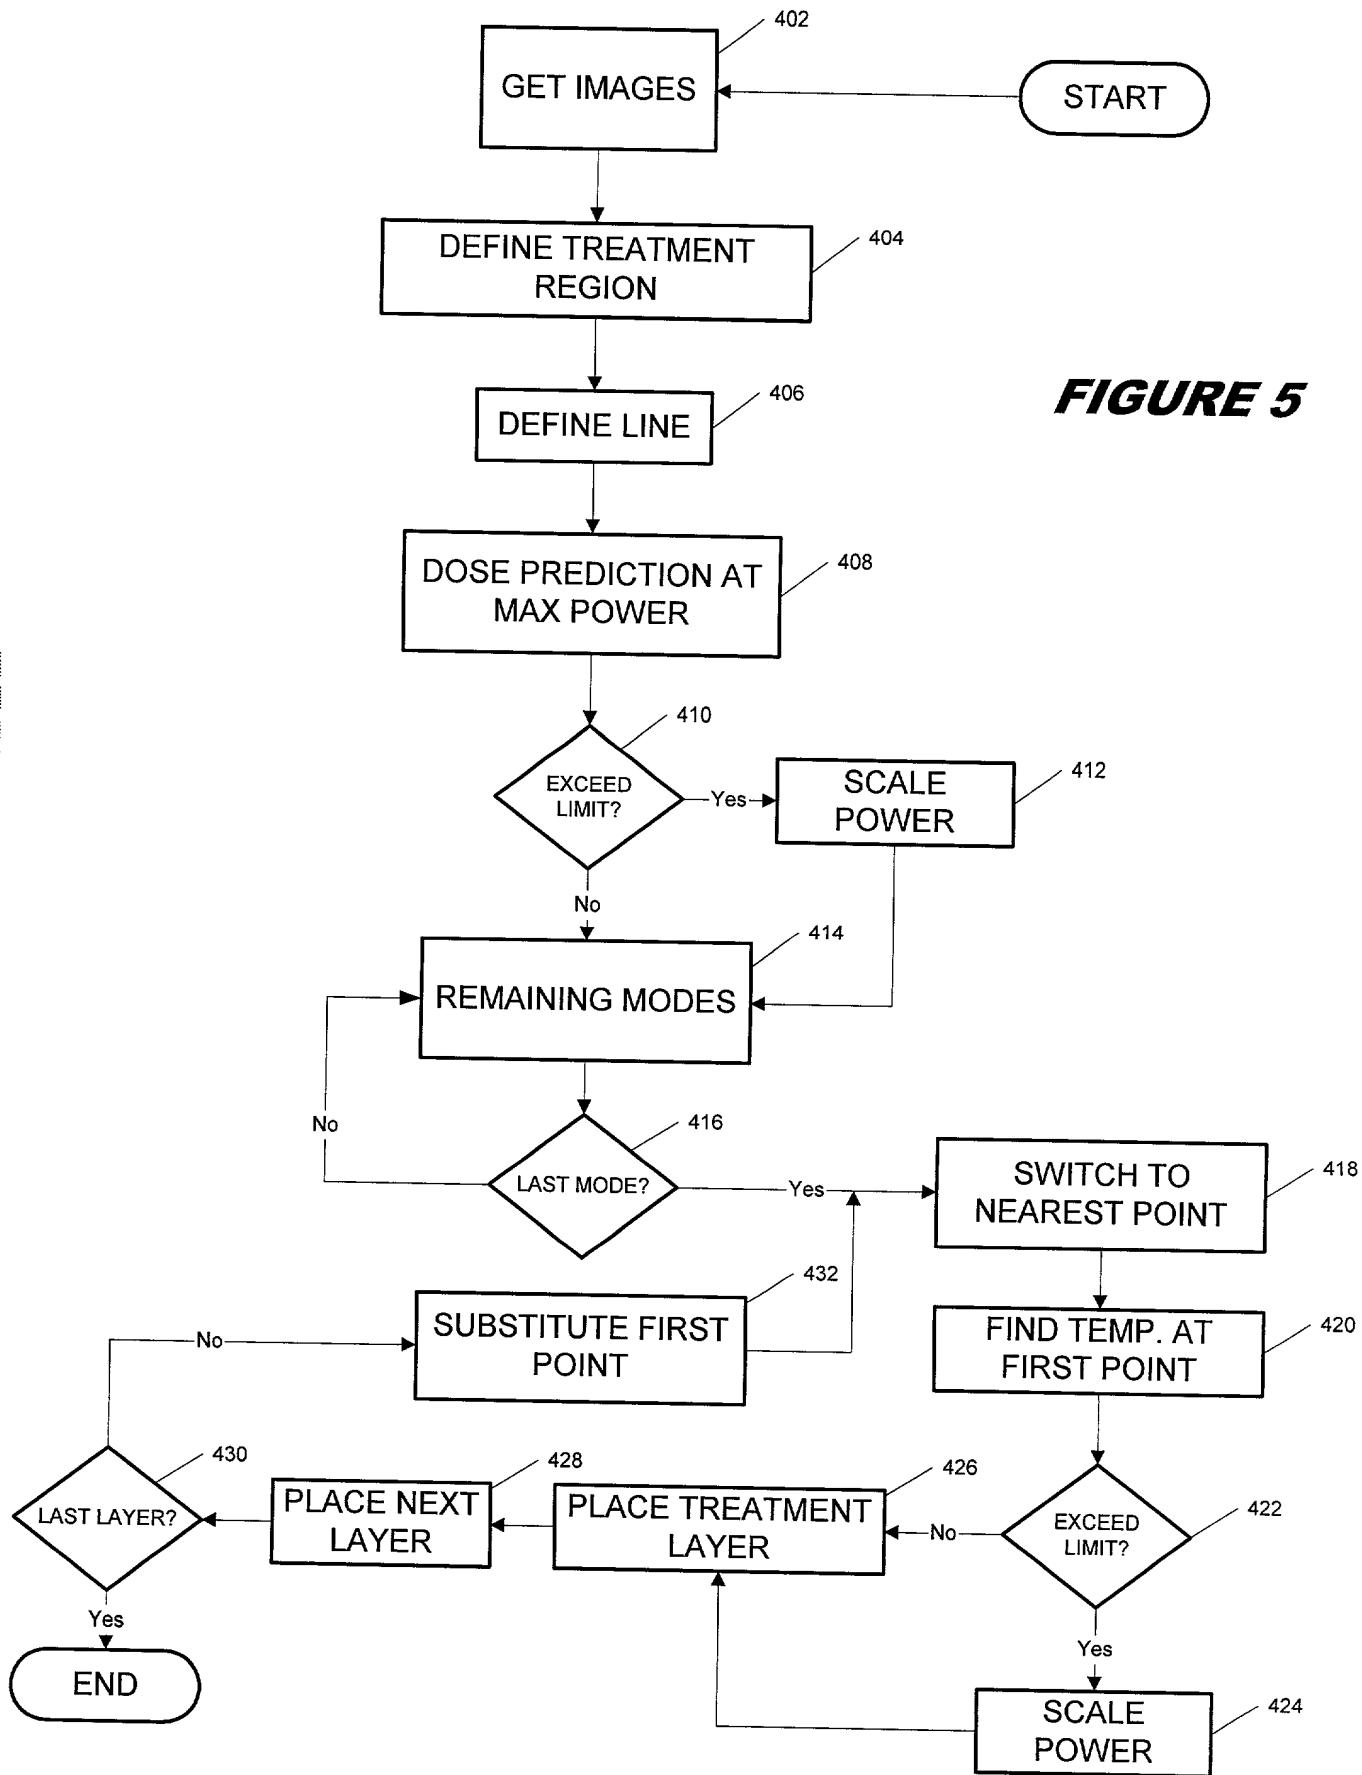 402
GET IMAGES
START
DEFINE TREATMENT
REGION
404
FIGURE 5
406
DEFINE LINE
DOSE PREDICTION AT
MAX POWER
408
410
EXCEED
LIMIT?
Yes
SCALE
POWER
412
No
414
REMAINING MODES
No
416
LAST MODE?
Yes
SWITCH TO
NEAREST POINT
418
432
SUBSTITUTE FIRST
POINT
No
FIND TEMP. AT
FIRST POINT
420
430
LAST LAYER?
428
PLACE NEXT
LAYER
426
PLACE TREATMENT
LAYER
No
EXCEED
LIMIT?
422
Yes
END
Yes
SCALE
POWER
424